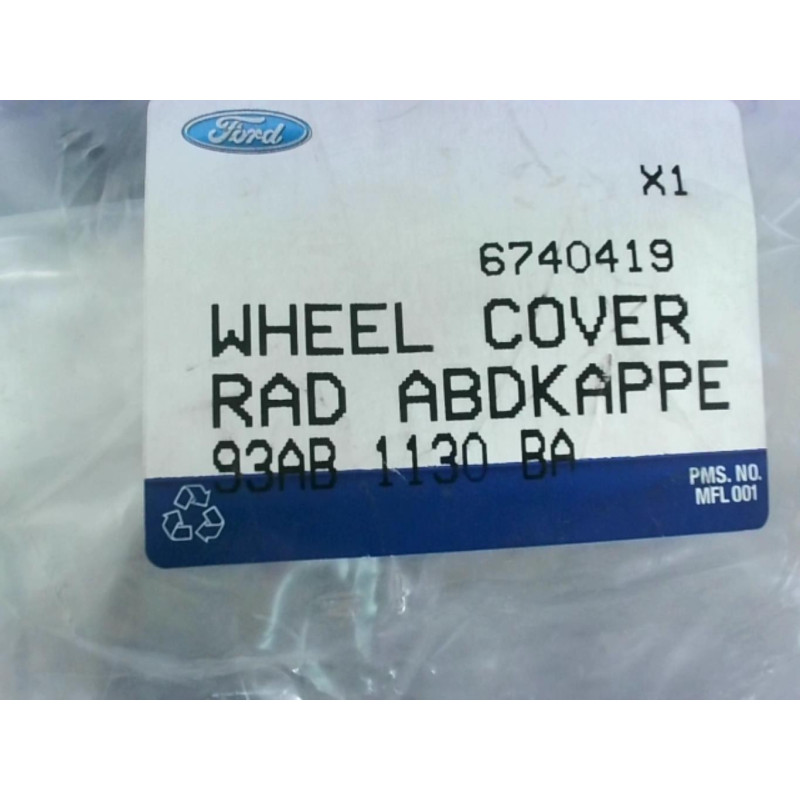 Ford
X1
6740419
WHEEL COVER
RAD ABDKAPPE
93AB 1130 BA
PMS. NO.
MFL 001